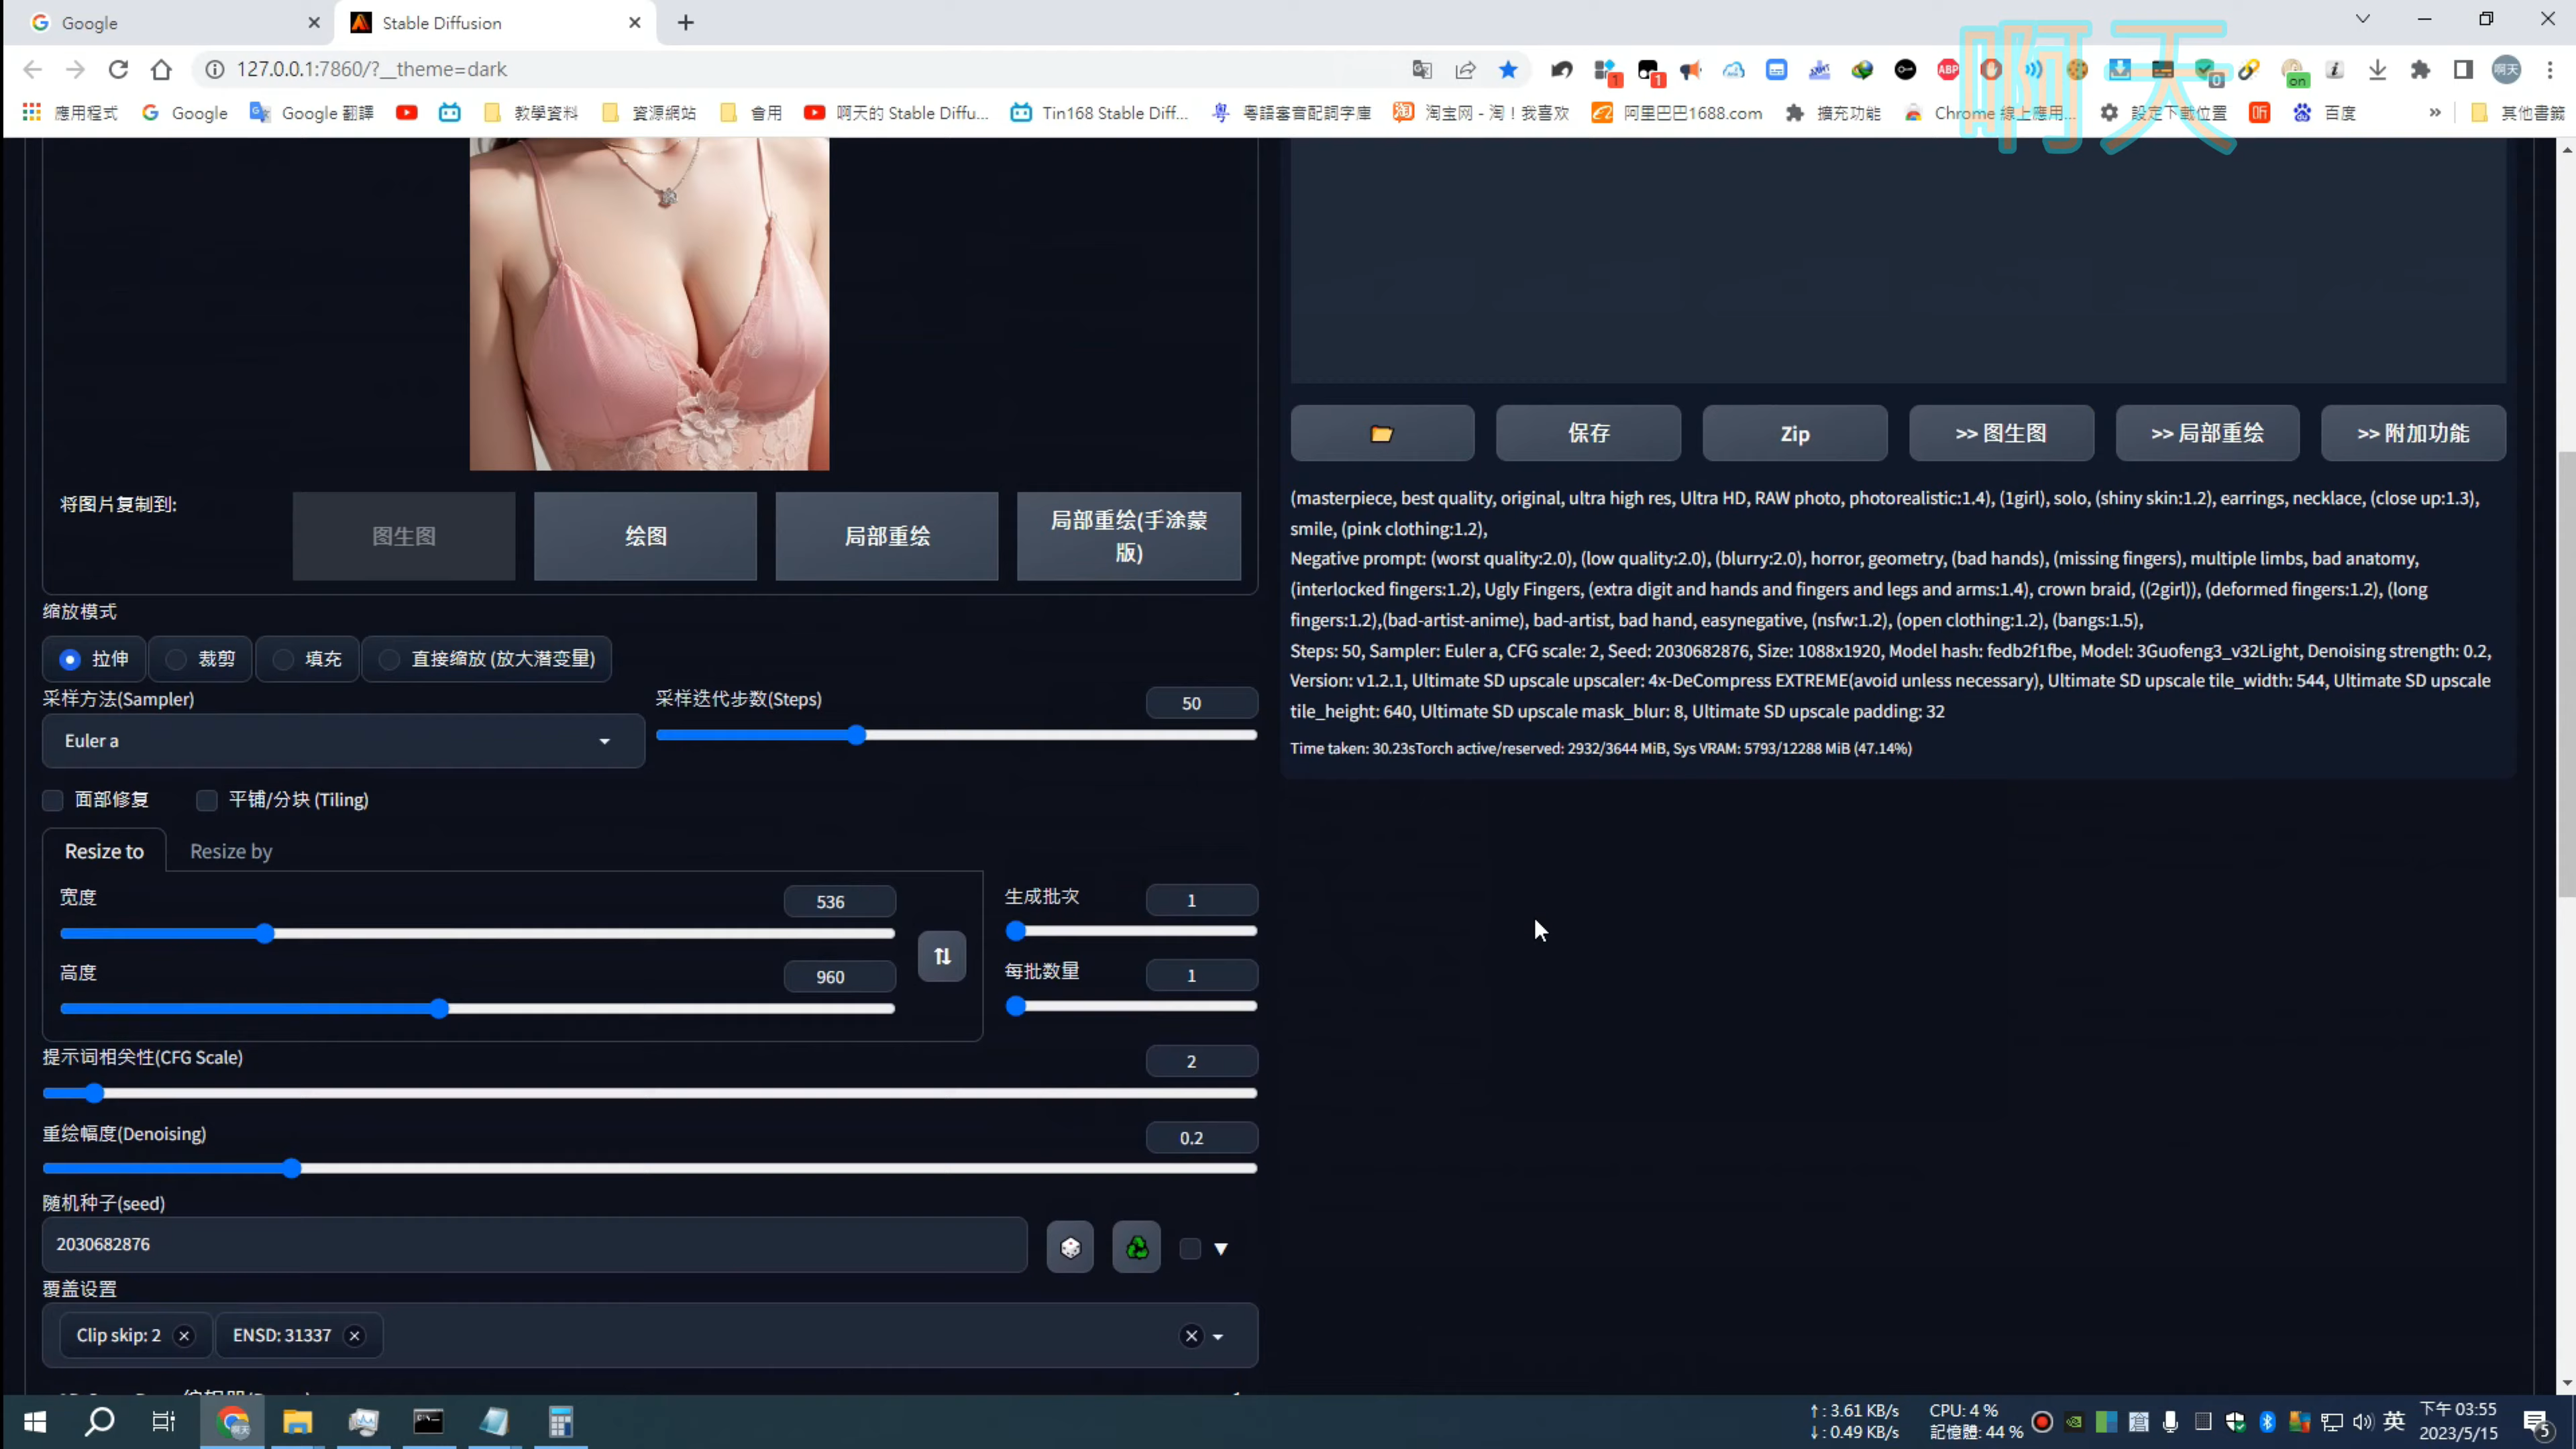 Google
Stable Diffusion
啊天
127.0.0.1:7860/?__theme=dark
1
1
ABP
0
on
啊天
應用程式
Google
Google 翻譯
教學資料
資源網站
會用
啊天的 Stable Diffu...
Tin168 Stable Diff...
粵語審音配詞字庫
淘宝网 - 淘！我喜欢
阿里巴巴1688.com
擴充功能
Chrome 線上應用...
設定下載位置
百度
»
其他書籤
将图片复制到:
图生图
绘图
局部重绘
局部重绘(手涂蒙
版)
缩放模式
拉伸
裁剪
填充
直接缩放 (放大潜变量)
采样方法(Sampler)
Euler a
采样迭代步数(Steps)
50
面部修复
平铺/分块 (Tiling)
Resize to
Resize by
宽度
536
高度
960
生成批次
1
每批数量
1
提示词相关性(CFG Scale)
2
重绘幅度(Denoising)
0.2
随机种子(seed)
2030682876
覆盖设置
Clip skip: 2
ENSD: 31337
保存
Zip
>> 图生图
>> 局部重绘
>> 附加功能
(masterpiece, best quality, original, ultra high res, Ultra HD, RAW photo, photorealistic:1.4), (1girl), solo, (shiny skin:1.2), earrings, necklace, (close up:1.3),
smile, (pink clothing:1.2),
Negative prompt: (worst quality:2.0), (low quality:2.0), (blurry:2.0), horror, geometry, (bad hands), (missing fingers), multiple limbs, bad anatomy,
(interlocked fingers:1.2), Ugly Fingers, (extra digit and hands and fingers and legs and arms:1.4), crown braid, ((2girl)), (deformed fingers:1.2), (long
fingers:1.2),(bad-artist-anime), bad-artist, bad hand, easynegative, (nsfw:1.2), (open clothing:1.2), (bangs:1.5),
Steps: 50, Sampler: Euler a, CFG scale: 2, Seed: 2030682876, Size: 1088x1920, Model hash: fedb2f1fbe, Model: 3Guofeng3_v32Light, Denoising strength: 0.2,
Version: v1.2.1, Ultimate SD upscale upscaler: 4x-DeCompress EXTREME(avoid unless necessary), Ultimate SD upscale tile_width: 544, Ultimate SD upscale
tile_height: 640, Ultimate SD upscale mask_blur: 8, Ultimate SD upscale padding: 32
Time taken: 30.23sTorch active/reserved: 2932/3644 MiB, Sys VRAM: 5793/12288 MiB (47.14%)
↑ : 3.61 KB/s
↓ : 0.49 KB/s
CPU: 4 %
記憶體: 44 %
英
下午 03:55
2023/5/15
5